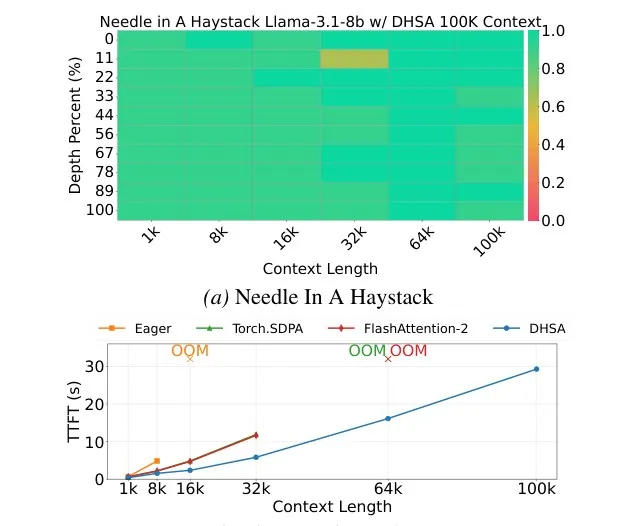 Needle in A Haystack Llama-3.1-8b w/ DHSA 100K Context
Depth Percent (%)
0
11
22
33
44
56
67
78
89
100
1.0
0.8
0.6
0.4
0.2
0.0
1k 8k 16k 32k 64k 100k
Context Length
(a) Needle In A Haystack
Eager Torch.SDPA FlashAttention-2 DHSA
TTFT (s)
30
20
10
0
OOM OOM OOM
1k 8k 16k 32k 64k 100k
Context Length